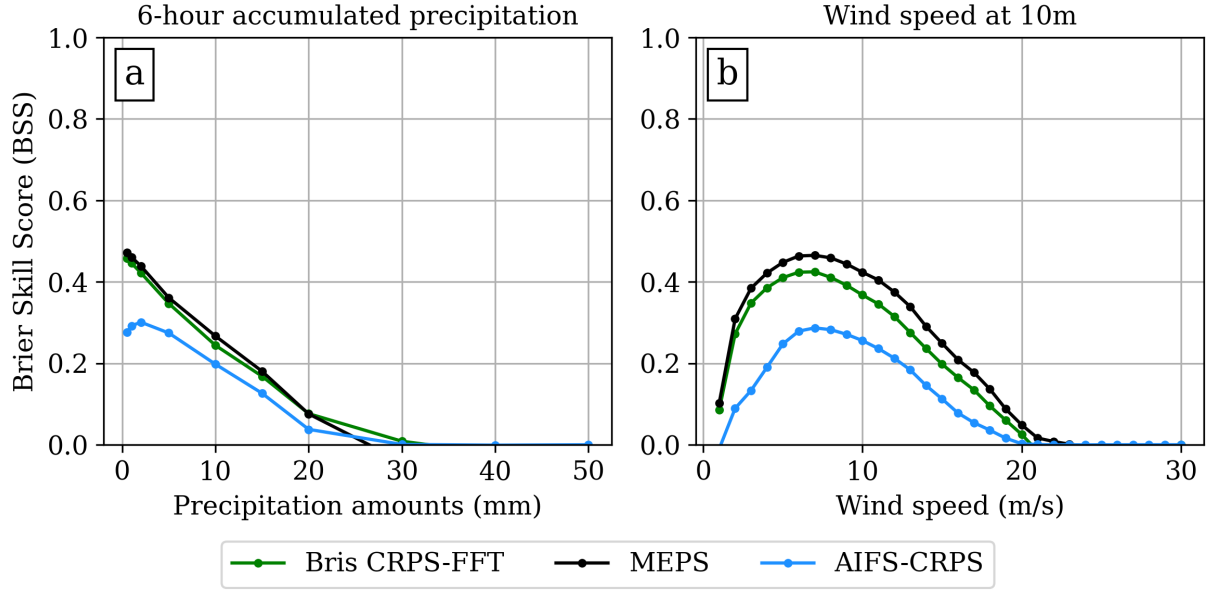 6-hour accumulated precipitation
Wind speed at 10m
a
b
Brier Skill Score (BSS)
1.0
0.8
0.6
0.4
0.2
0.0
0 10 20 30 40 50
Precipitation amounts (mm)
1.0
0.8
0.6
0.4
0.2
0.0
0 10 20 30
Wind speed (m/s)
Bris CRPS-FFT MEPS AIFS-CRPS